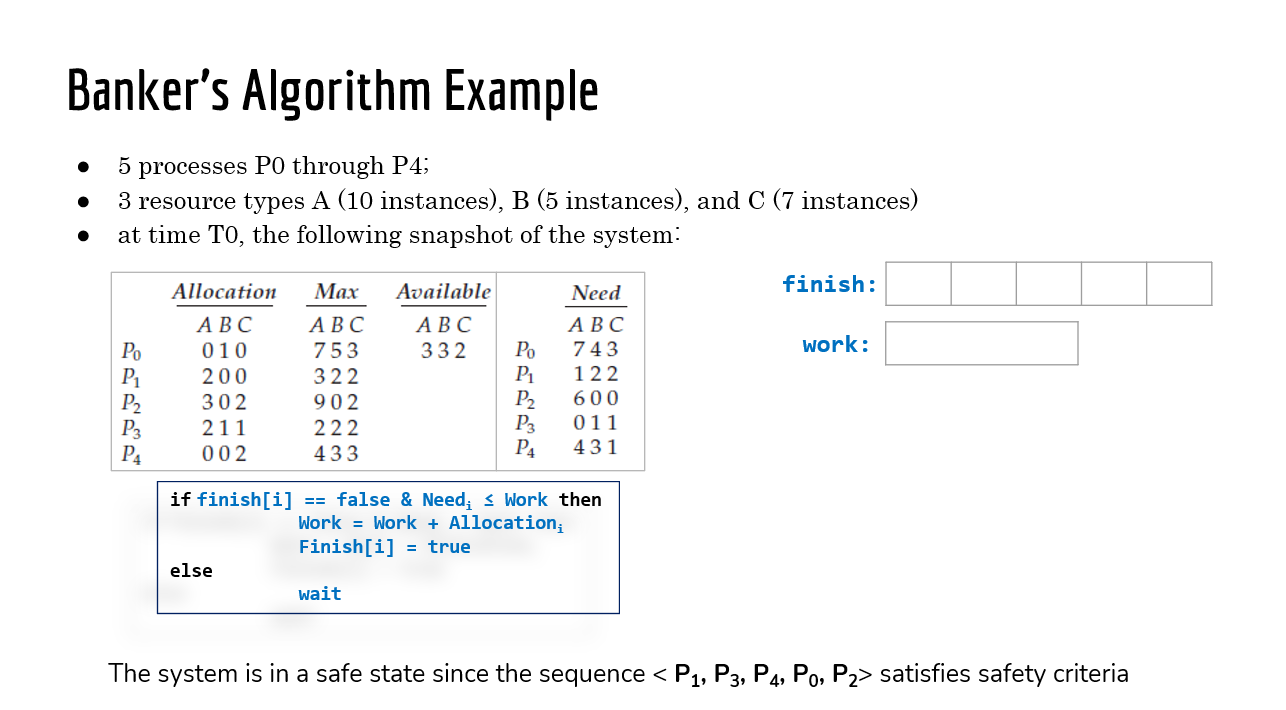 Banker's Algorithm Example
● 5 processes P0 through P4;
● 3 resource types A (10 instances), B (5 instances), and C (7 instances)
● at time T0, the following snapshot of the system:
Allocation Max Available Need
A B C A B C A B C A B C
P0 0 1 0 7 5 3 3 3 2 P0 7 4 3
P1 2 0 0 3 2 2 P1 1 2 2
P2 3 0 2 9 0 2 P2 6 0 0
P3 2 1 1 2 2 2 P3 0 1 1
P4 0 0 2 4 3 3 P4 4 3 1
finish:
work:
if finish[i] == false & Needi ≤ Work then
Work = Work + Allocationi
Finish[i] = true
else
wait
The system is in a safe state since the sequence < P1, P3, P4, P0, P2> satisfies safety criteria